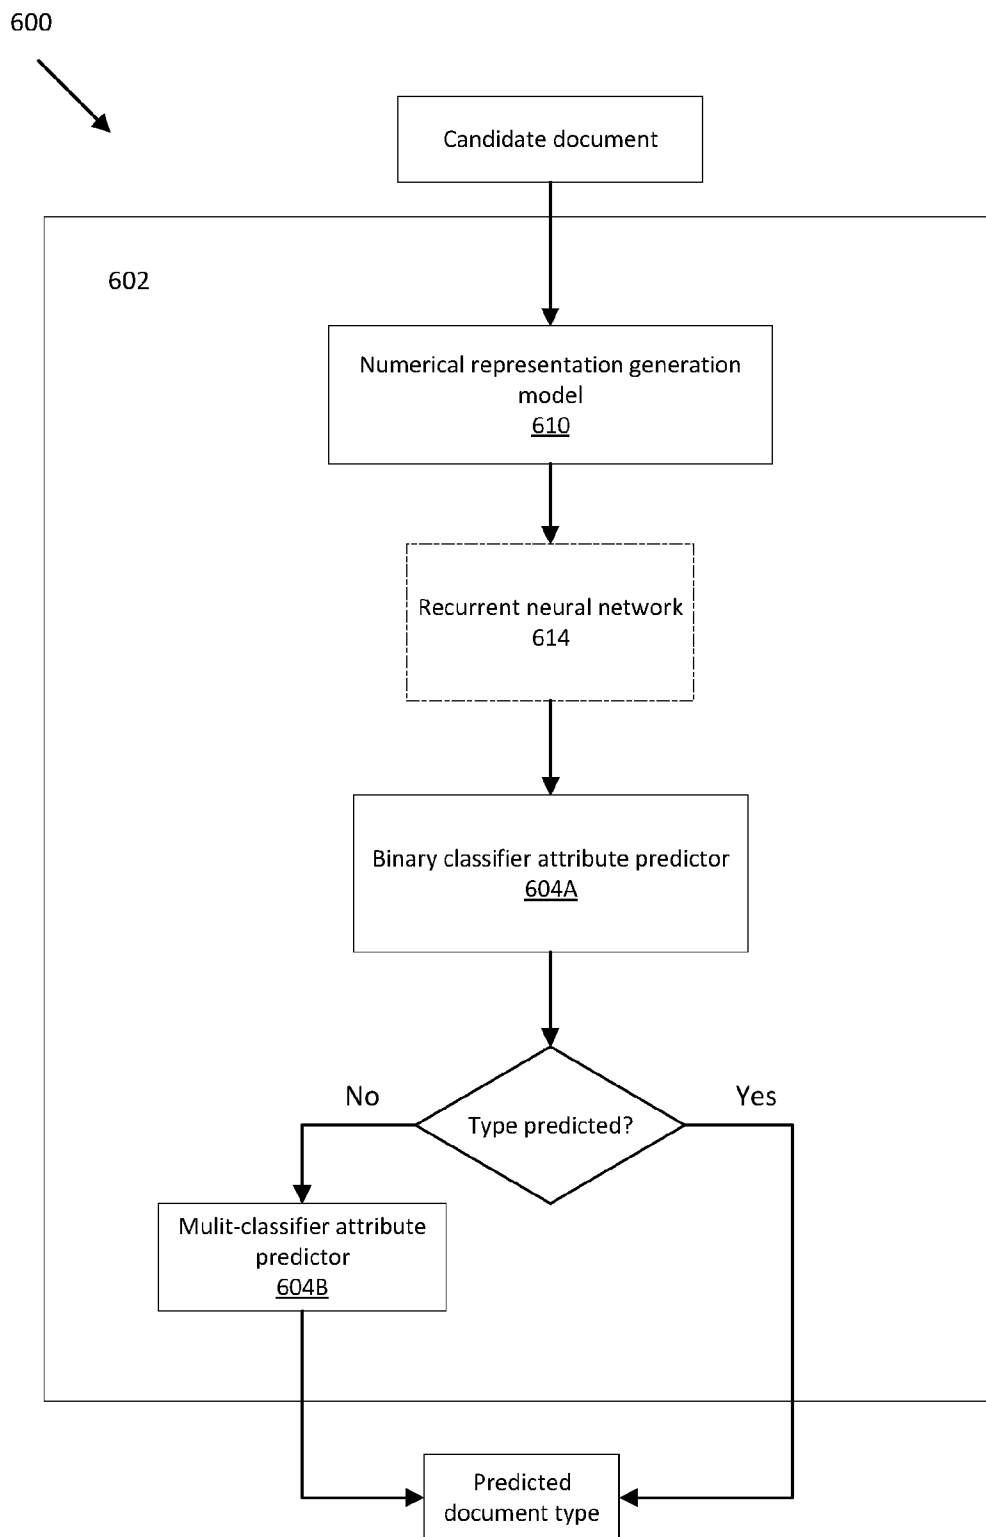 600
Candidate document
602
Numerical representation generation
model
610
Recurrent neural network
614
Binary classifier attribute predictor
604A
No
Yes
Type predicted?
Mulit-classifier attribute
predictor
604B
Predicted
document type